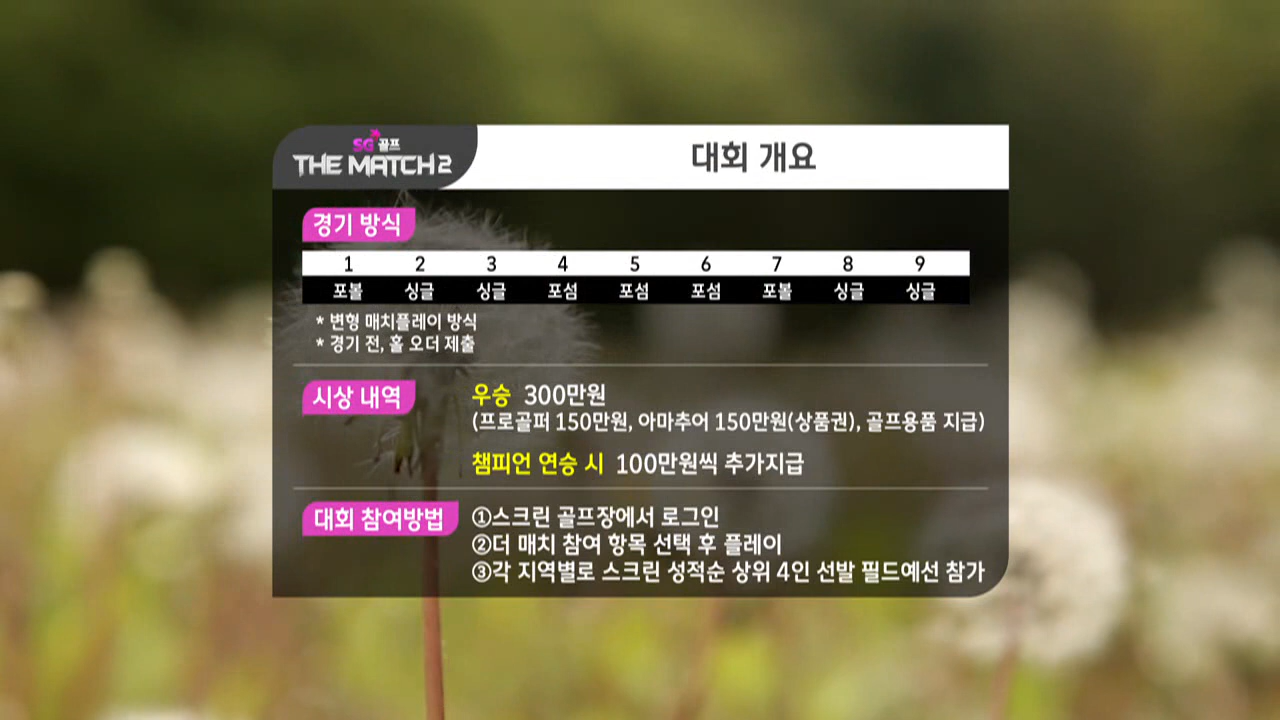 SG 골프
THE MATCH 2
대회 개요
경기 방식
1 2 3 4 5 6 7 8 9
포볼 싱글 싱글 포섬 포섬 포섬 포볼 싱글 싱글
* 변형 매치플레이 방식
* 경기 전, 홀 오더 제출
시상 내역
우승 300만원
(프로골퍼 150만원, 아마추어 150만원(상품권), 골프용품 지급)
챔피언 연승 시 100만원씩 추가지급
대회 참여방법
①스크린 골프장에서 로그인
②더 매치 참여 항목 선택 후 플레이
③각 지역별로 스크린 성적순 상위 4인 선발 필드예선 참가